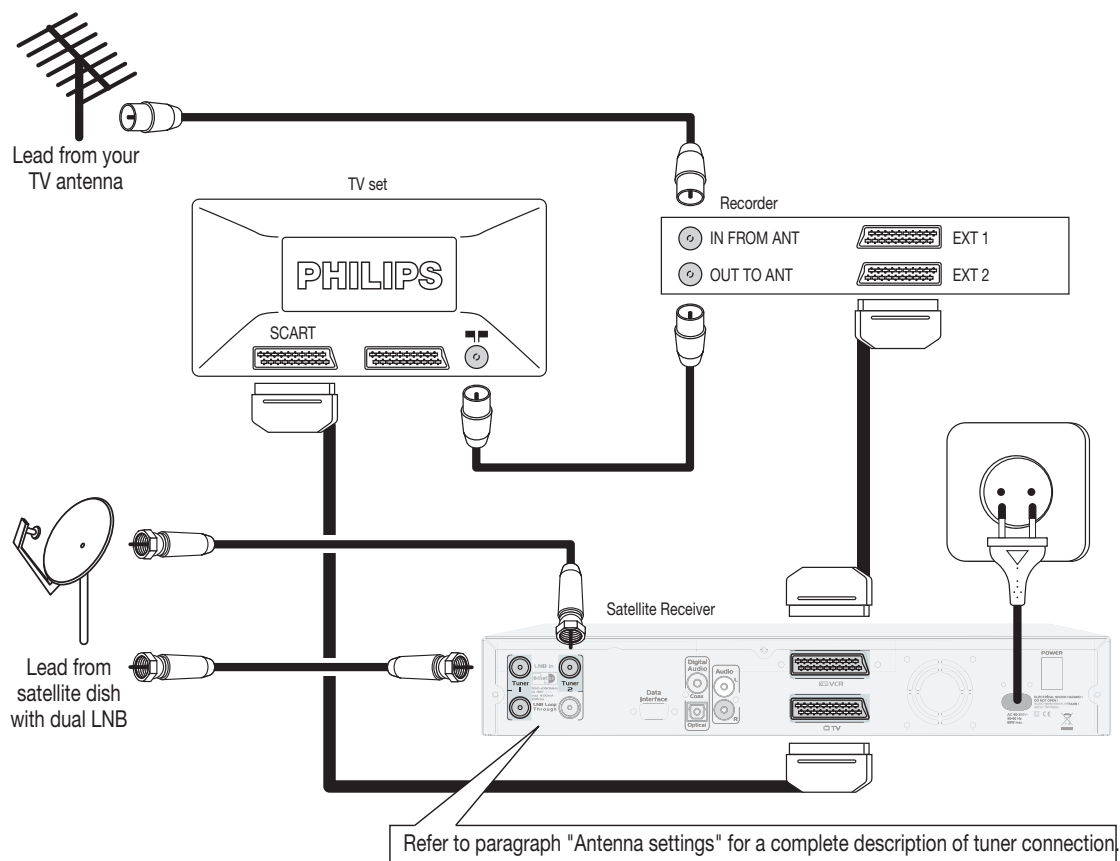 Lead from your
TV antenna
TV set
Recorder
IN FROM ANT
EXT 1
OUT TO ANT
EXT 2
PHILIPS
SCART
Satellite Receiver
Lead from
satellite dish
with dual LNB
LNB In
Tuner
1
Tuner
2
LNB Loop
Through
Data
Interface
Digital
Audio
Coax
Optical
Audio
L
R
VCR
TV
POWER
Refer to paragraph "Antenna settings" for a complete description of tuner connection